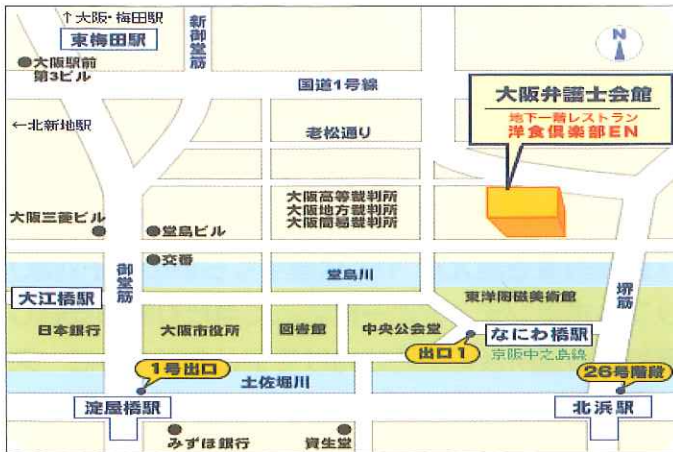 ↑大阪・梅田駅
東梅田駅
新御堂筋
N
●大阪駅前
第3ビル
国道1号線
大阪弁護士会館
地下一階レストラン
洋食倶楽部EN
←北新地駅
老松通り
大阪高等裁判所
大阪地方裁判所
大阪簡易裁判所
大阪三菱ビル
堂島ビル
交番
御堂筋
堂島川
堺筋
大江橋駅
東洋陶磁美術館
日本銀行
大阪市役所
図書館
中央公会堂
なにわ橋駅
京阪中之島線
出口1
1号出口
土佐堀川
26号階段
淀屋橋駅
北浜駅
みずほ銀行
資生堂